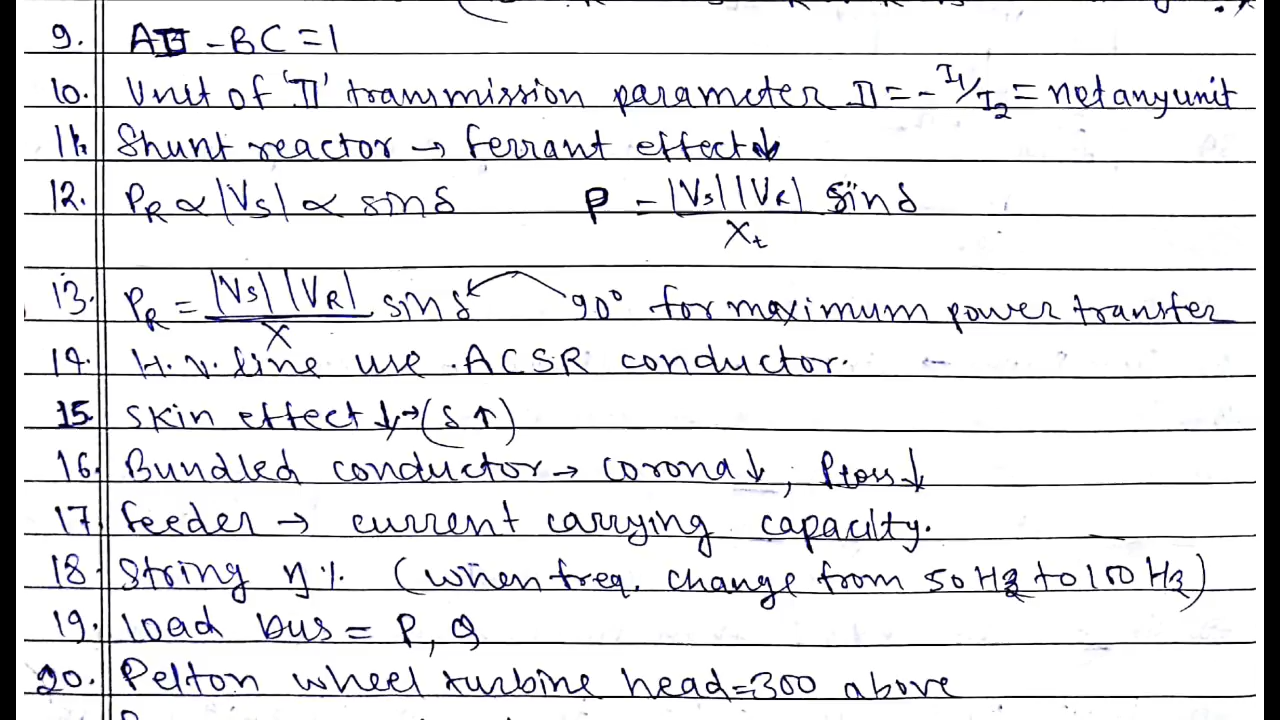 9. AD - BC = 1
10. Unit of 'D' transmission parameter D = - I1/I2 = not any unit
11. Shunt reactor → ferrant effect ↓
12. PR ∝ |Vs| ∝ sinδ P = |Vs| |VR| / Xt sinδ
13. PR = |Vs| |VR| / X sinδ 90° for maximum power transfer
14. H.V. line use ACSR conductor.
15. Skin effect ↓ → (δ ↑)
16. Bundled conductor → corona ↓, Ploss ↓
17. feeder → current carrying capacity.
18. String η%. (when freq. change from 50 Hz to 100 Hz)
19. load bus = P, Q
20. Pelton wheel turbine head = 300 above